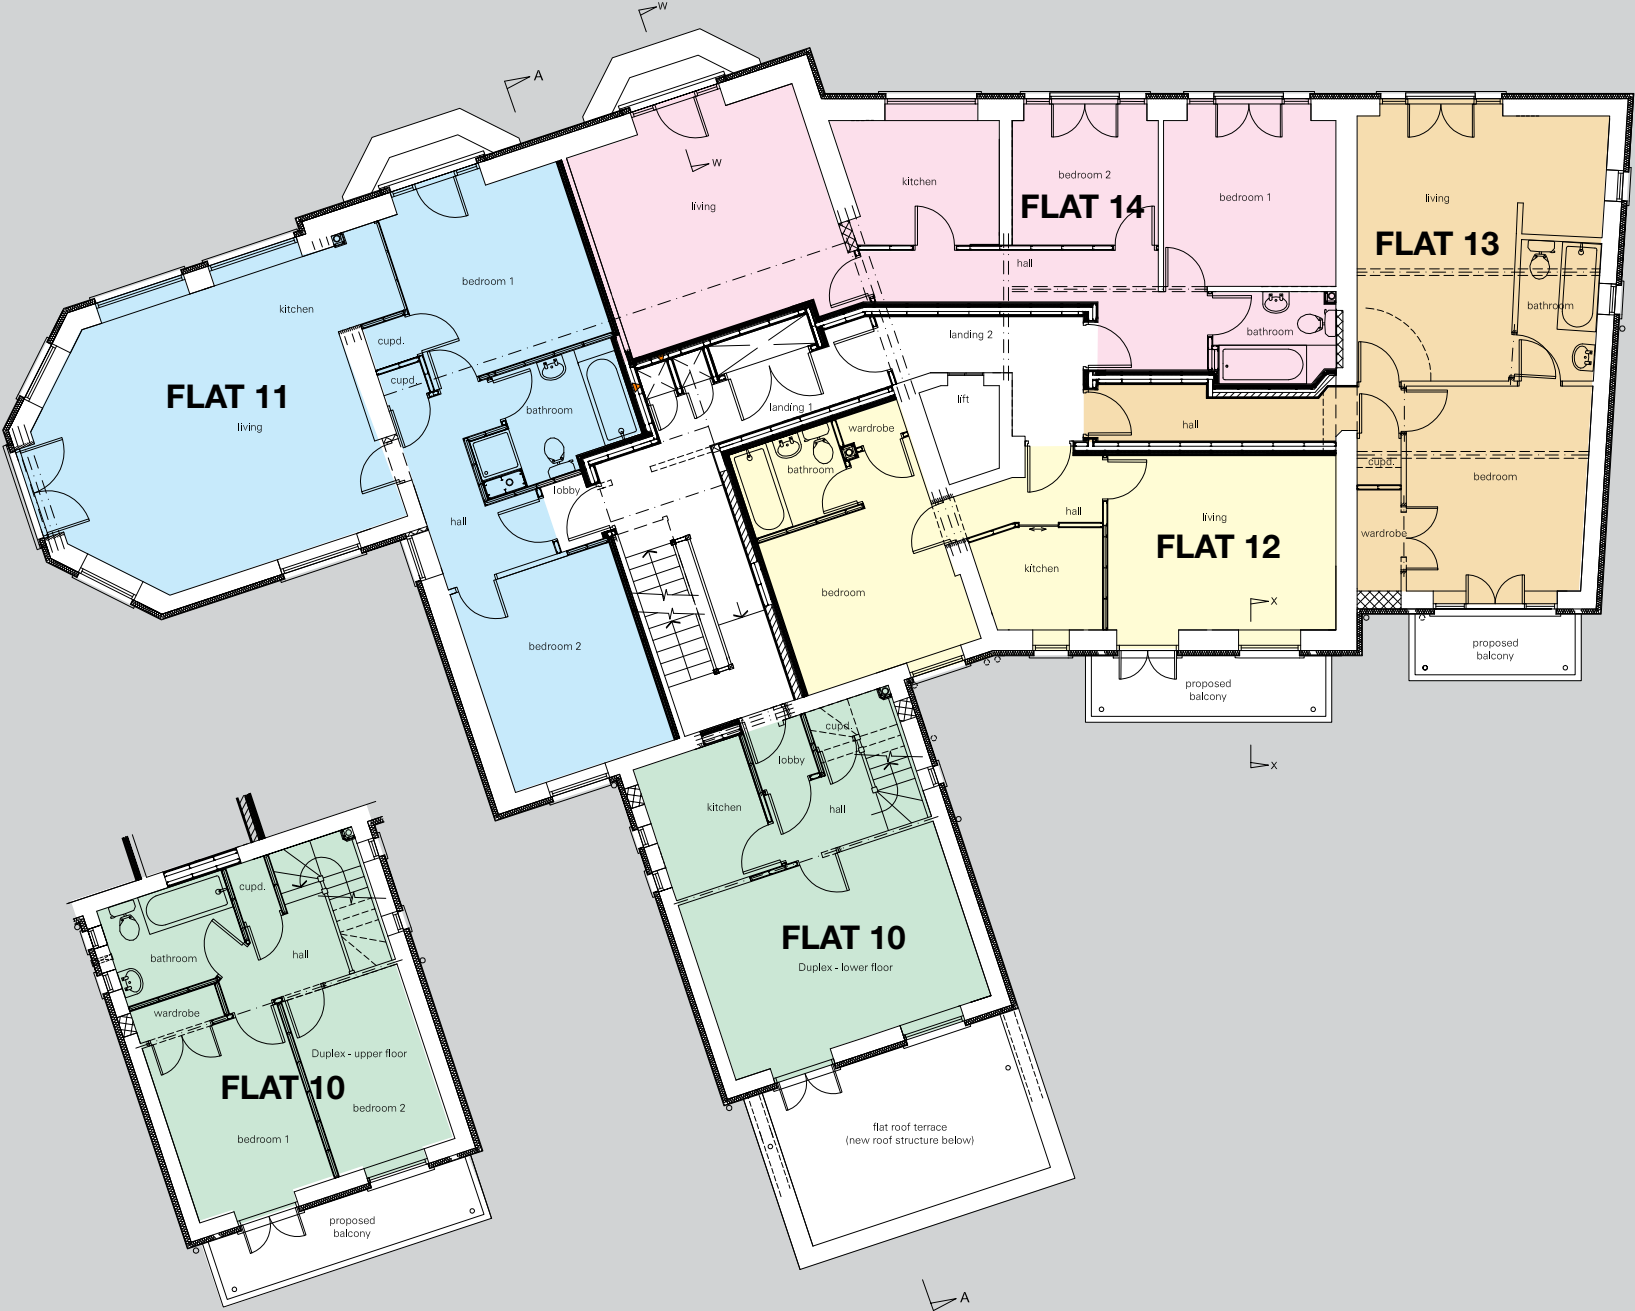 W
A
W
living
kitchen
bedroom 2
FLAT 14
bedroom 1
hall
bathroom
living
FLAT 13
bathroom
bedroom 1
kitchen
cupd.
cupd.
FLAT 11
living
bathroom
lobby
hall
bedroom 2
landing 2
landing 1
lift
hall
cupd.
bedroom
wardrobe
wardrobe
bathroom
hall
living
FLAT 12
kitchen
bedroom
X
proposed
balcony
proposed
balcony
X
cupd.
lobby
kitchen
hall
FLAT 10
Duplex - lower floor
flat roof terrace
(new roof structure below)
A
cupd.
bathroom
hall
wardrobe
Duplex - upper floor
FLAT 10
bedroom 2
bedroom 1
proposed
balcony